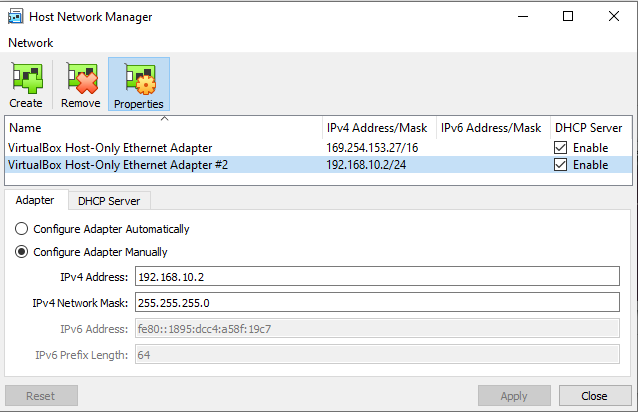 Host Network Manager
Network
Create Remove Properties
Name IPv4 Address/Mask IPv6 Address/Mask DHCP Server
VirtualBox Host-Only Ethernet Adapter 169.254.153.27/16 Enable
VirtualBox Host-Only Ethernet Adapter #2 192.168.10.2/24 Enable
Adapter DHCP Server
Configure Adapter Automatically
Configure Adapter Manually
IPv4 Address: 192.168.10.2
IPv4 Network Mask: 255.255.255.0
IPv6 Address: fe80::1895:dcc4:a58f:19c7
IPv6 Prefix Length: 64
Reset Apply Close